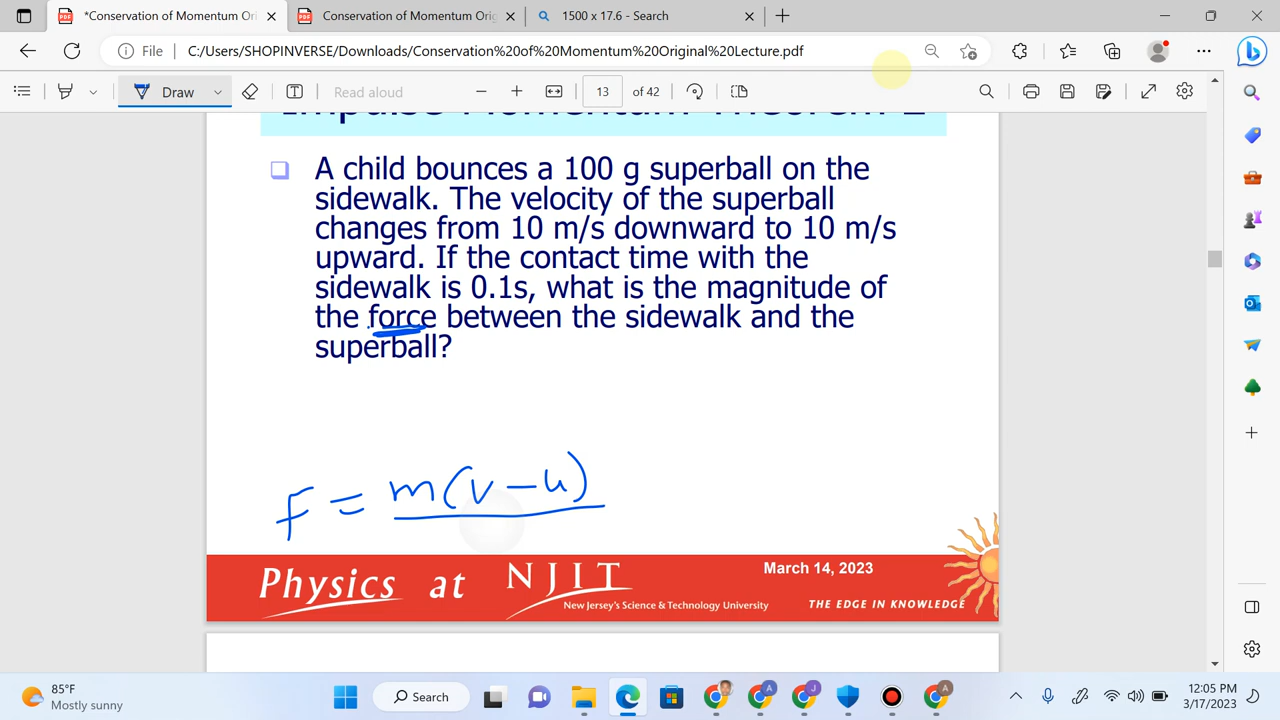 *Conservation of Momentum Ori
Conservation of Momentum Orig
1500 x 17.6 - Search
File
C:/Users/SHOPINVERSE/Downloads/Conservation%20of%20Momentum%20Original%20Lecture.pdf
Draw
Read aloud
13
of 42
A child bounces a 100 g superball on the
sidewalk. The velocity of the superball
changes from 10 m/s downward to 10 m/s
upward. If the contact time with the
sidewalk is 0.1s, what is the magnitude of
the force between the sidewalk and the
superball?
F = m(v-u)
Physics at NJIT
New Jersey's Science & Technology University
March 14, 2023
THE EDGE IN KNOWLEDGE
85°F
Mostly sunny
Search
12:05 PM
3/17/2023